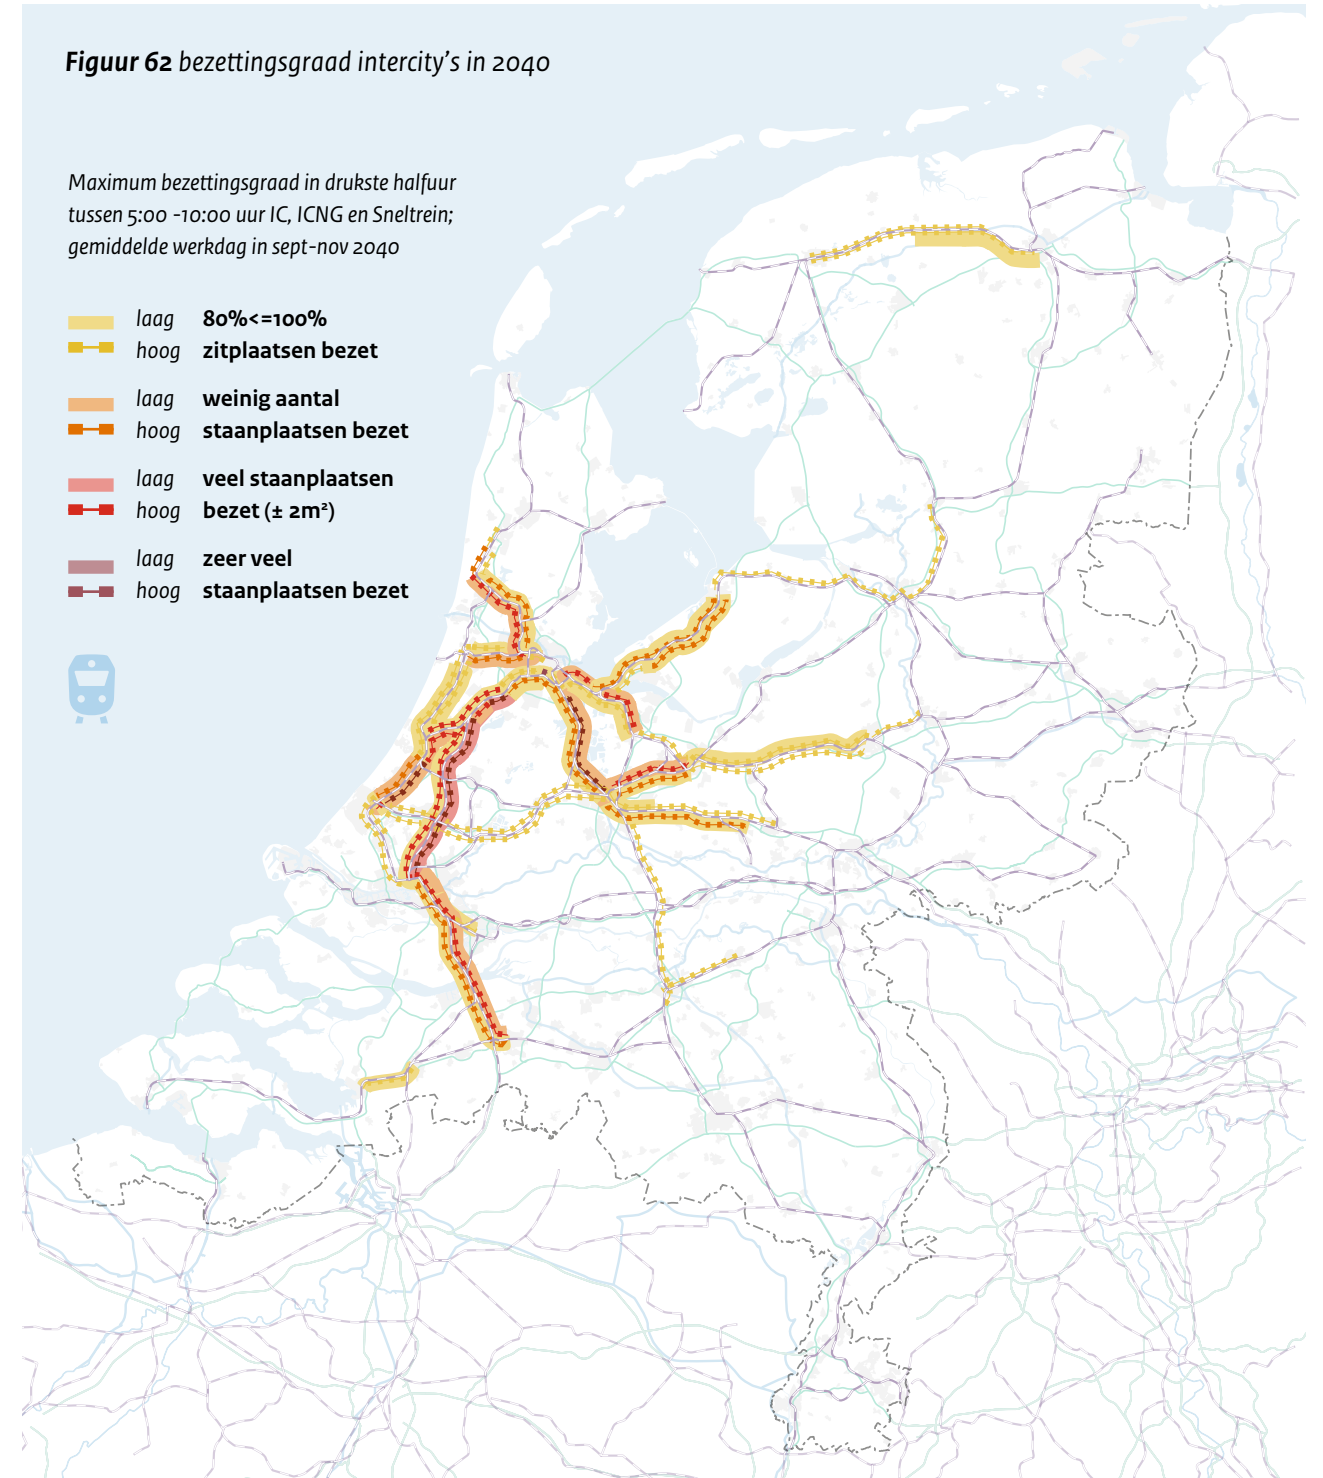 Figuur 62 bezettingsgraad intercity's in 2040
Maximum bezettingsgraad in drukste halfuur
tussen 5:00 -10:00 uur IC, ICNG en Sneltrein;
gemiddelde werkdag in sept-nov 2040
laag 80%<=100%
hoog zitplaatsen bezet
laag weinig aantal
hoog staanplaatsen bezet
laag veel staanplaatsen
hoog bezet (± 2m²)
laag zeer veel
hoog staanplaatsen bezet